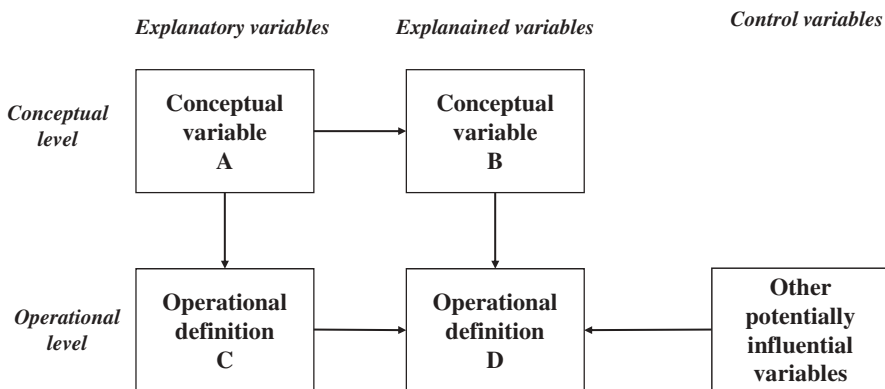 Explanatory variables
Explanained variables
Control variables
Conceptual
level
Conceptual
variable
A
Conceptual
variable
B
Operational
level
Operational
definition
C
Operational
definition
D
Other
potentially
influential
variables